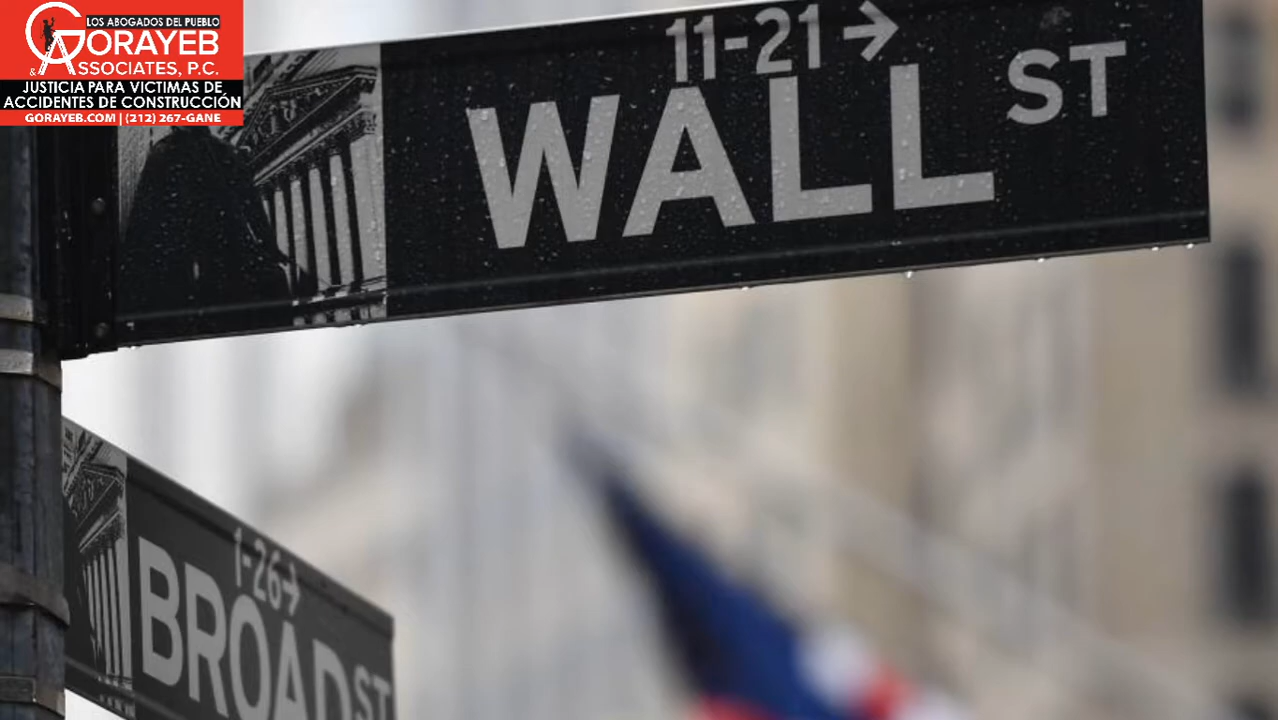 LOS ABOGADOS DEL PUEBLO
GORAYEB
& ASSOCIATES, P.C.
JUSTICIA PARA VICTIMAS DE
ACCIDENTES DE CONSTRUCCIÓN
GORAYEB.COM | (212) 267-GANE
11-21→
WALL ST
1-26→
BROAD ST